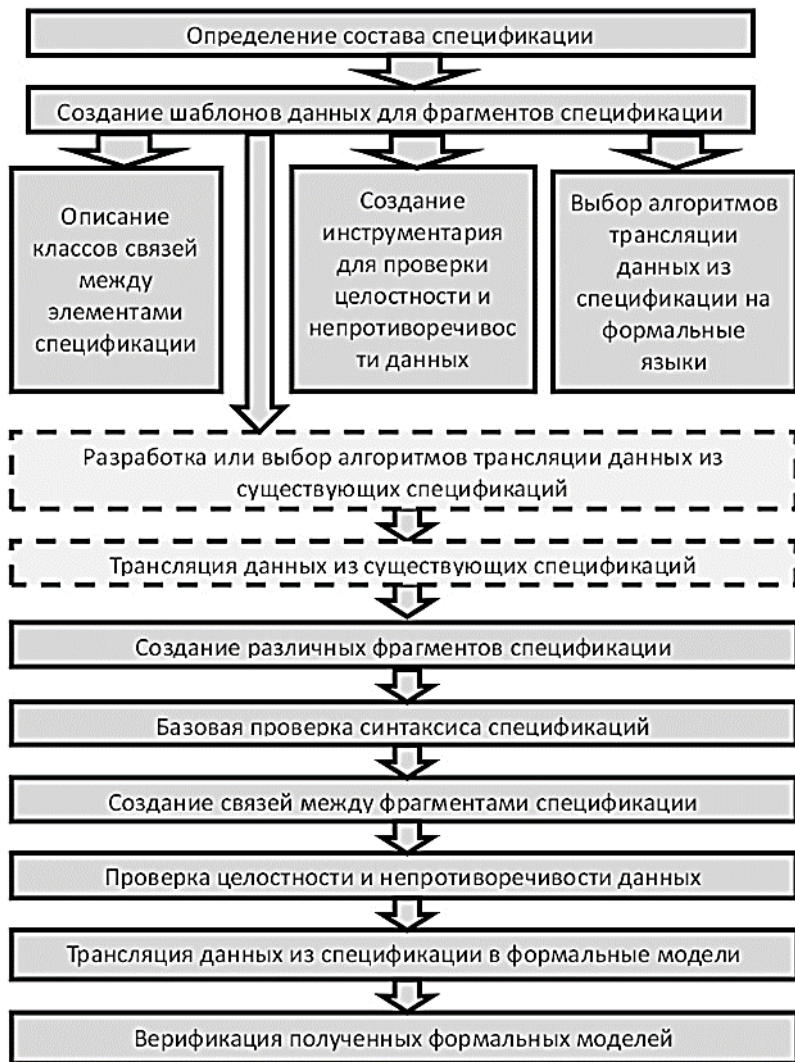 Определение состава спецификации
Создание шаблонов данных для фрагментов спецификации
Описание
классов связей
между
элементами
спецификации
Создание
инструментария
для проверки
целостности и
непротиворечивос
ти данных
Выбор алгоритмов
трансляции
данных из
спецификации на
формальные
языки
Разработка или выбор алгоритмов трансляции данных из
существующих спецификаций
Трансляция данных из существующих спецификаций
Создание различных фрагментов спецификации
Базовая проверка синтаксиса спецификаций
Создание связей между фрагментами спецификации
Проверка целостности и непротиворечивости данных
Трансляция данных из спецификации в формальные модели
Верификация полученных формальных моделей